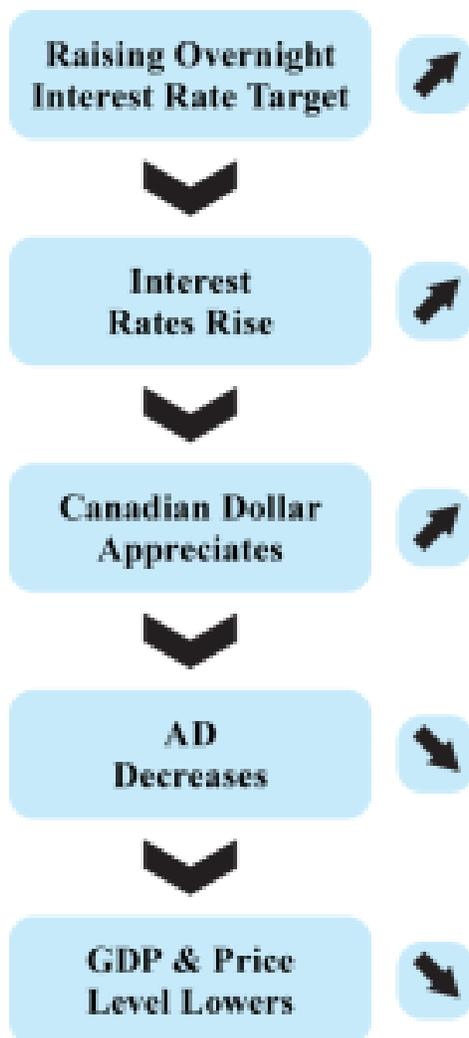 Raising Overnight
Interest Rate Target
Interest
Rates Rise
Canadian Dollar
Appreciates
AD
Decreases
GDP & Price
Level Lowers